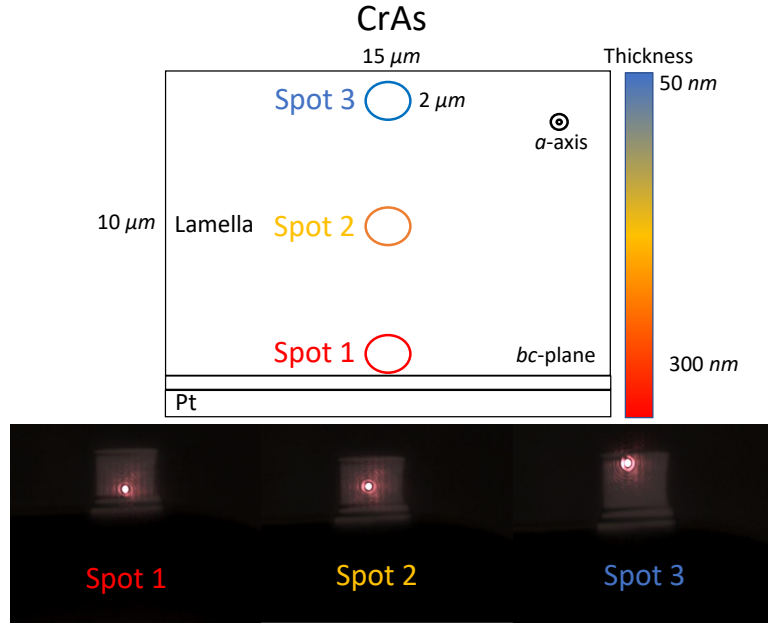 CrAs
15 μm
Thickness
Spot 3
2 μm
50 nm
a-axis
10 μm
Lamella
Spot 2
Spot 1
bc-plane
300 nm
Pt
Spot 1
Spot 2
Spot 3